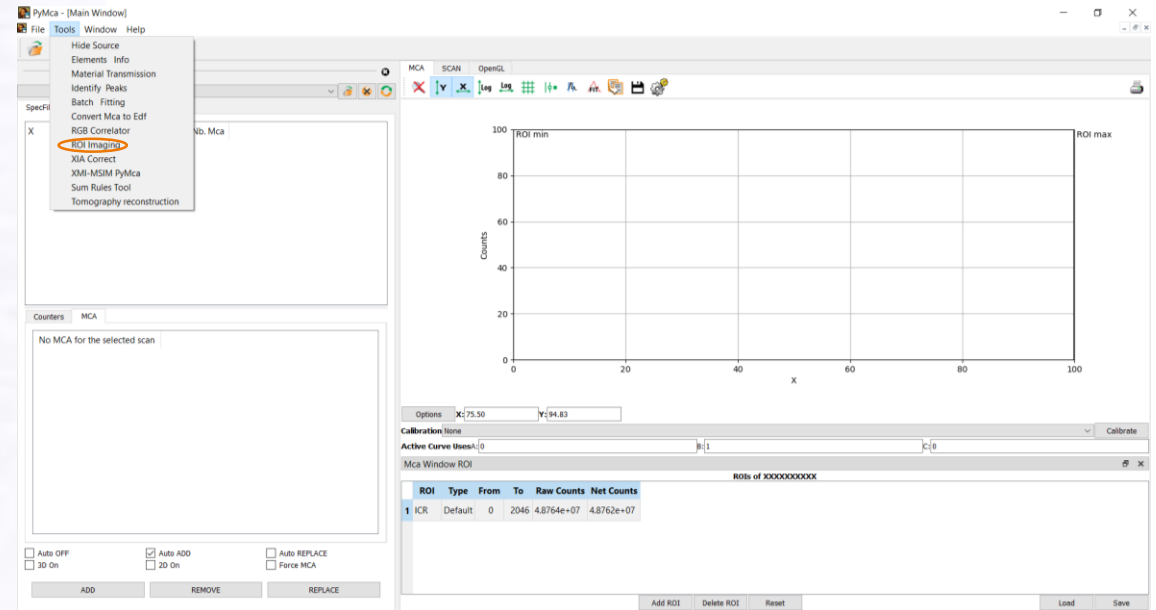 PyMca - [Main Window]
File Tools Window Help
Hide Source
Elements Info
Material Transmission
Identify Peaks
Batch Fitting
Convert Mca to Edf
RGB Correlator
ROI Imaging
XIA Correct
XMI-MSIM PyMca
Sum Rules Tool
Tomography reconstruction
SpecFil
X Nb. Mca
Counters MCA
No MCA for the selected scan
Auto OFF Auto ADD Auto REPLACE
3D On 2D On Force MCA
ADD REMOVE REPLACE
MCA SCAN OpenGL
Y X Log Log FIT.
ROI min ROI max
100
80
60
40
20
0
Counts
0 20 40 60 80 100
X
Options X: 75.50 Y: 94.83
Calibration None Calibrate
Active Curve Uses A: 0 B: 1 C: 0
Mca Window ROI
ROIs of XXXXXXXXXX
ROI Type From To Raw Counts Net Counts
1 ICR Default 0 2046 4.8764e+07 4.8762e+07
Add ROI Delete ROI Reset Load Save